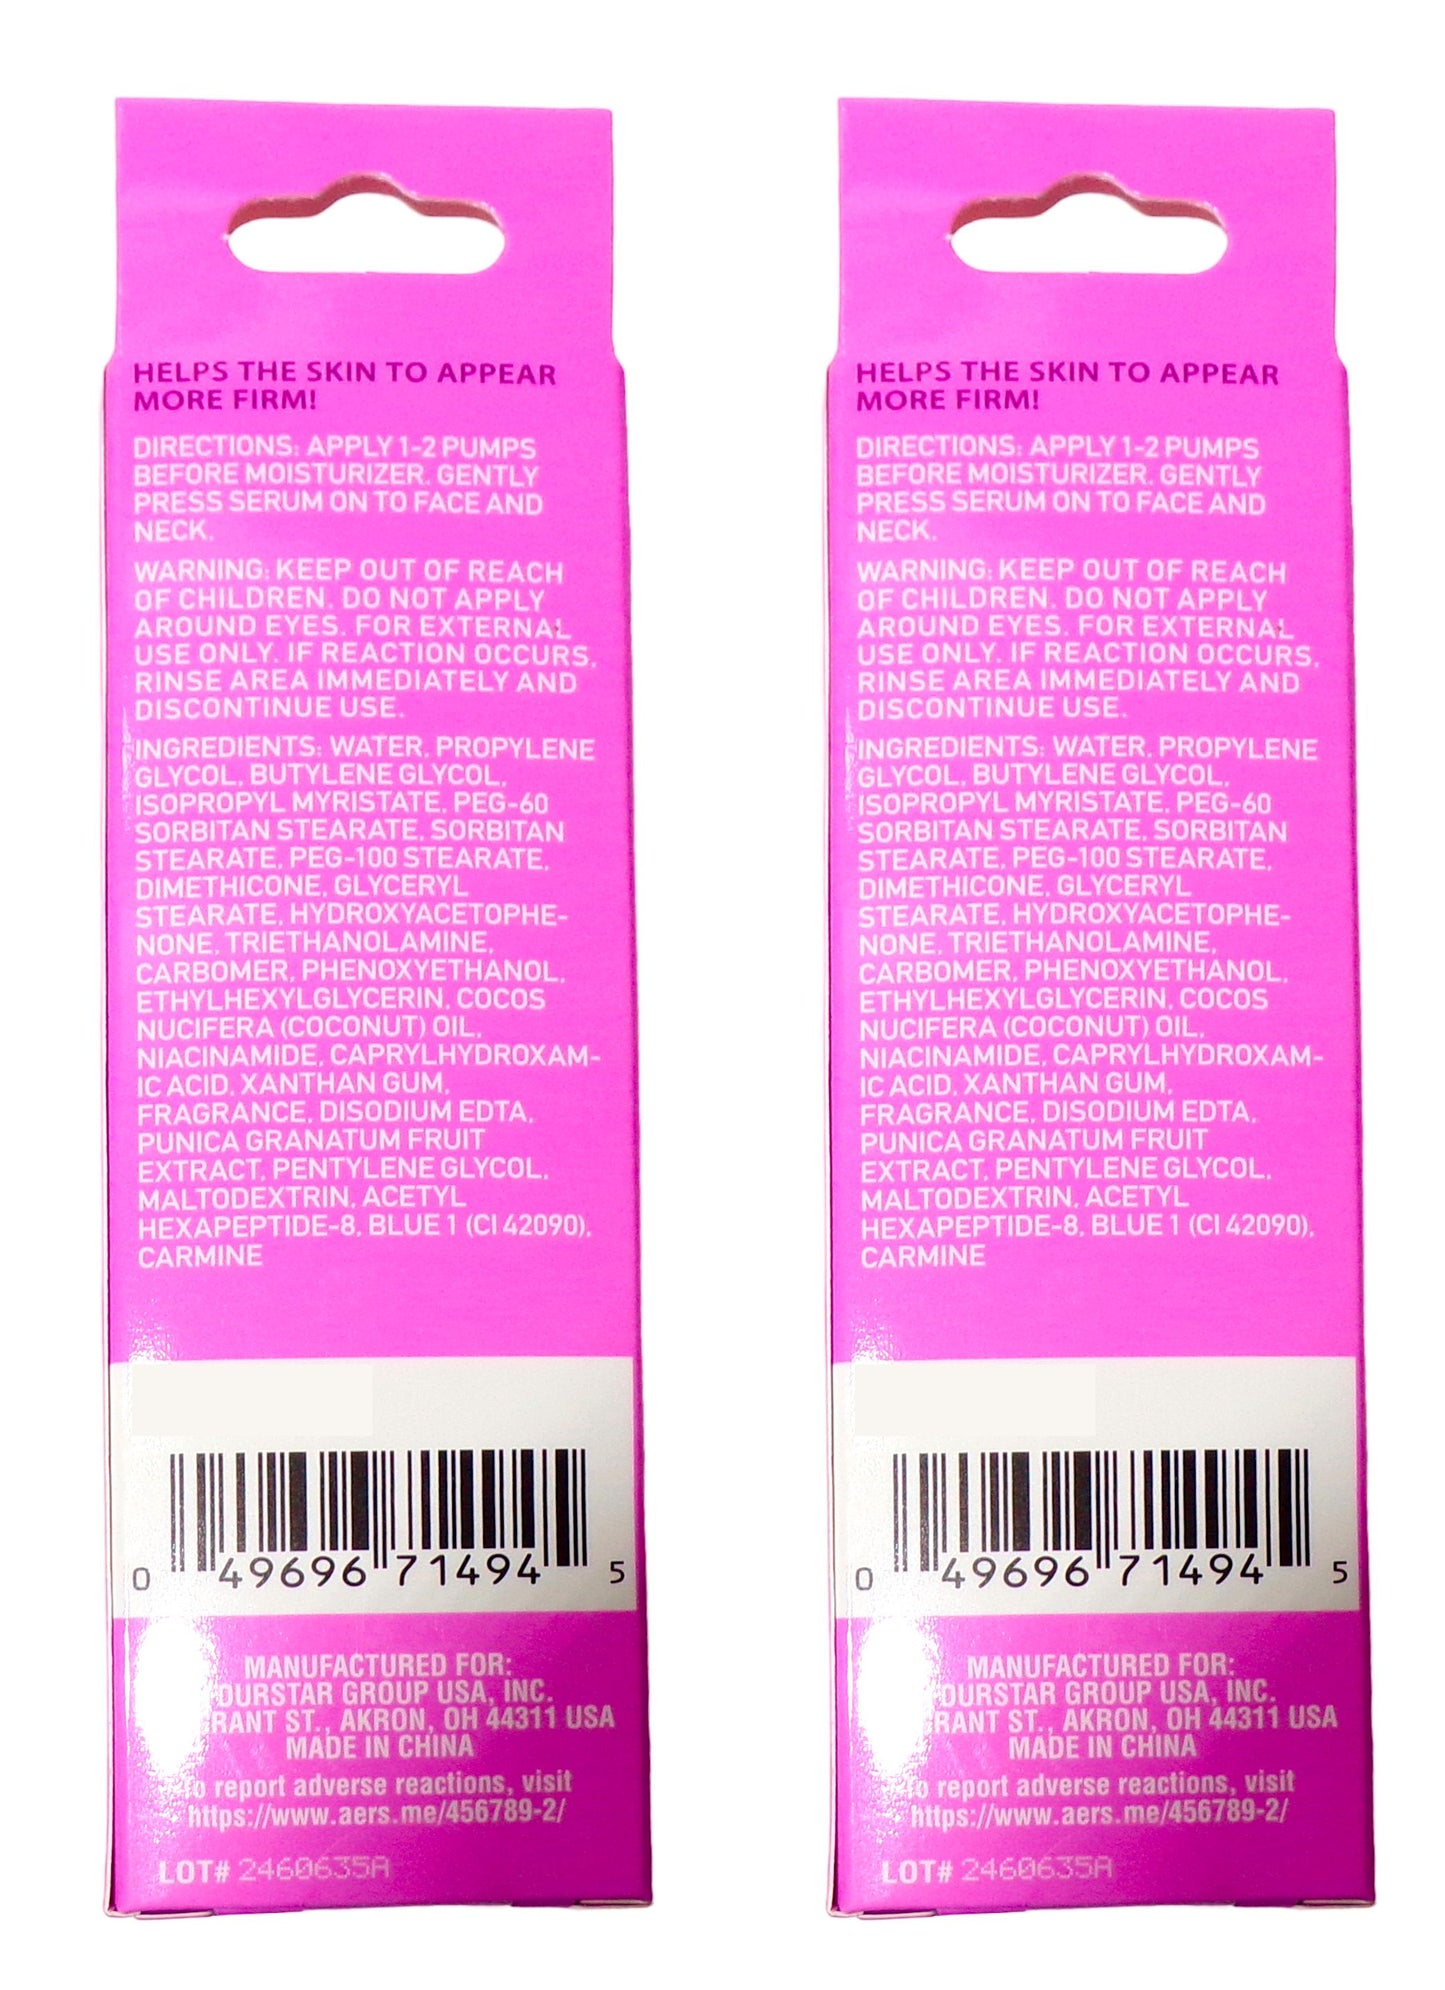 HELPS THE SKIN TO APPEAR
MORE FIRM!
DIRECTIONS: APPLY 1-2 PUMPS
BEFORE MOISTURIZER. GENTLY
PRESS SERUM ON TO FACE AND
NECK.
WARNING: KEEP OUT OF REACH
OF CHILDREN. DO NOT APPLY
AROUND EYES. FOR EXTERNAL
USE ONLY. IF REACTION OCCURS,
RINSE AREA IMMEDIATELY AND
DISCONTINUE USE.
INGREDIENTS: WATER, PROPYLENE
GLYCOL, BUTYLENE GLYCOL,
ISOPROPYL MYRISTATE, PEG-60
SORBITAN STEARATE, SORBITAN
STEARATE, PEG-100 STEARATE,
DIMETHICONE, GLYCERYL
STEARATE, HYDROXYACETOPHE-
NONE, TRIETHANOLAMINE,
CARBOMER, PHENOXYETHANOL,
ETHYLHEXYLGLYCERIN, COCOS
NUCIFERA (COCONUT) OIL,
NIACINAMIDE, CAPRYLHYDROXAM-
IC ACID, XANTHAN GUM,
FRAGRANCE, DISODIUM EDTA,
PUNICA GRANATUM FRUIT
EXTRACT, PENTYLENE GLYCOL,
MALTODEXTRIN, ACETYL
HEXAPEPTIDE-8, BLUE 1 (CI 42090),
CARMINE
0 49696 71494 5
MANUFACTURED FOR:
GROUP USA, INC.
ST., AKRON, OH 44311 USA
MADE IN CHINA
To report adverse reactions, visit
https://www.aers.me/456789-2/
LOT# 2460635A
HELPS THE SKIN TO APPEAR
MORE FIRM!
DIRECTIONS: APPLY 1-2 PUMPS
BEFORE MOISTURIZER. GENTLY
PRESS SERUM ON TO FACE AND
NECK.
WARNING: KEEP OUT OF REACH
OF CHILDREN. DO NOT APPLY
AROUND EYES. FOR EXTERNAL
USE ONLY. IF REACTION OCCURS,
RINSE AREA IMMEDIATELY AND
DISCONTINUE USE.
INGREDIENTS: WATER, PROPYLENE
GLYCOL, BUTYLENE GLYCOL,
ISOPROPYL MYRISTATE, PEG-60
SORBITAN STEARATE, SORBITAN
STEARATE, PEG-100 STEARATE,
DIMETHICONE, GLYCERYL
STEARATE, HYDROXYACETOPHE-
NONE, TRIETHANOLAMINE,
CARBOMER, PHENOXYETHANOL,
ETHYLHEXYLGLYCERIN, COCOS
NUCIFERA (COCONUT) OIL,
NIACINAMIDE, CAPRYLHYDROXAM-
IC ACID, XANTHAN GUM,
FRAGRANCE, DISODIUM EDTA,
PUNICA GRANATUM FRUIT
EXTRACT, PENTYLENE GLYCOL,
MALTODEXTRIN, ACETYL
HEXAPEPTIDE-8, BLUE 1 (CI 42090),
CARMINE
0 49696 71494 5
MANUFACTURED FOR:
GROUP USA, INC.
ST., AKRON, OH 44311 USA
MADE IN CHINA
To report adverse reactions, visit
https://www.aers.me/456789-2/
LOT# 2460635A